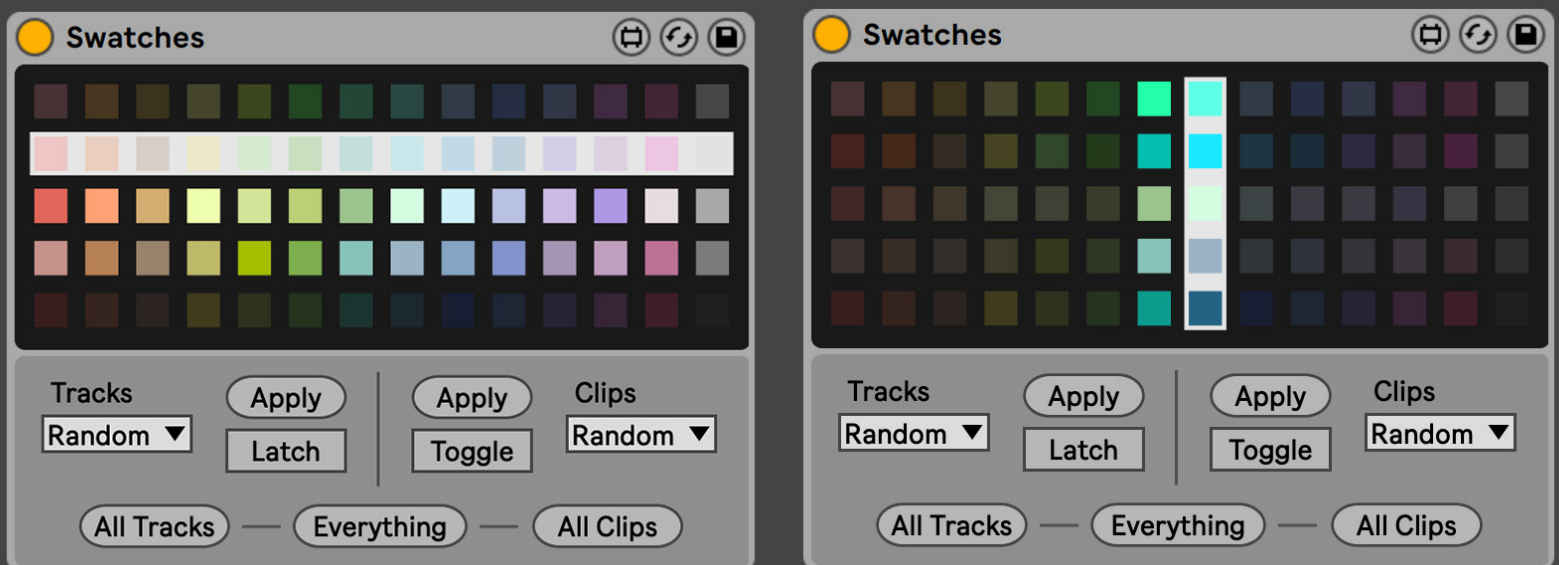 Swatches
Tracks
Random
Apply
Latch
Apply
Toggle
Clips
Random
All Tracks
Everything
All Clips
Swatches
Tracks
Random
Apply
Latch
Apply
Toggle
Clips
Random
All Tracks
Everything
All Clips